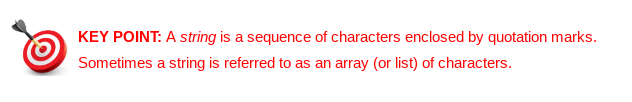 KEY POINT: A string is a sequence of characters enclosed by quotation marks.
Sometimes a string is referred to as an array (or list) of characters.